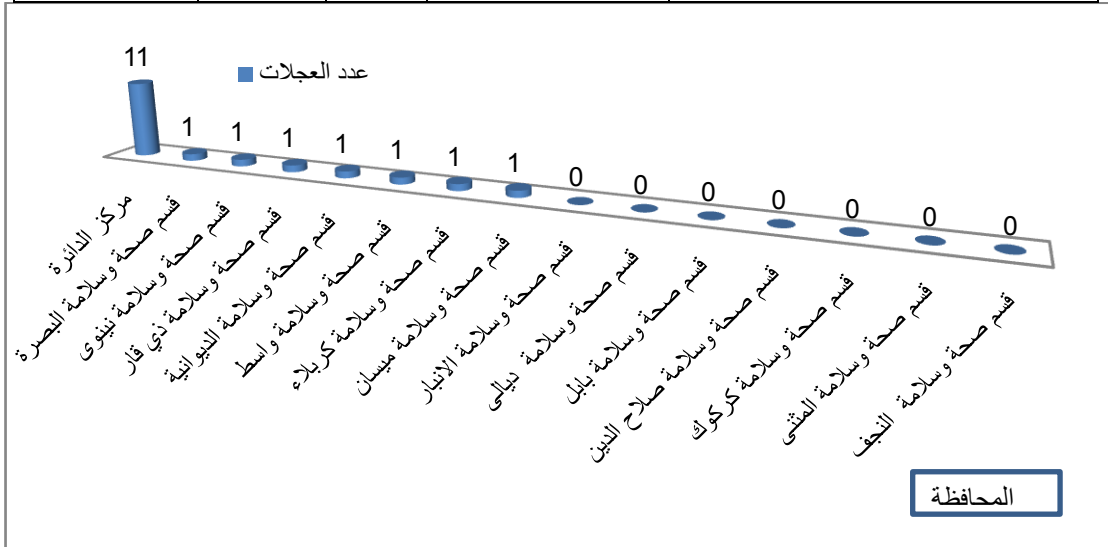 عدد العجلات
11
1
1
1
1
1
1
1
0
0
0
0
0
0
0
مركز الدائرة
قسم صحة وسلامة البصرة
قسم صحة وسلامة نينوى
قسم صحة وسلامة ذي قار
قسم صحة وسلامة الديوانية
قسم صحة وسلامة واسط
قسم صحة وسلامة كربلاء
قسم صحة وسلامة ميسان
قسم صحة وسلامة الانبار
قسم صحة وسلامة ديالى
قسم صحة وسلامة بابل
قسم صحة وسلامة صلاح الدين
قسم صحة وسلامة كركوك
قسم صحة وسلامة المثنى
قسم صحة وسلامة النجف
المحافظة